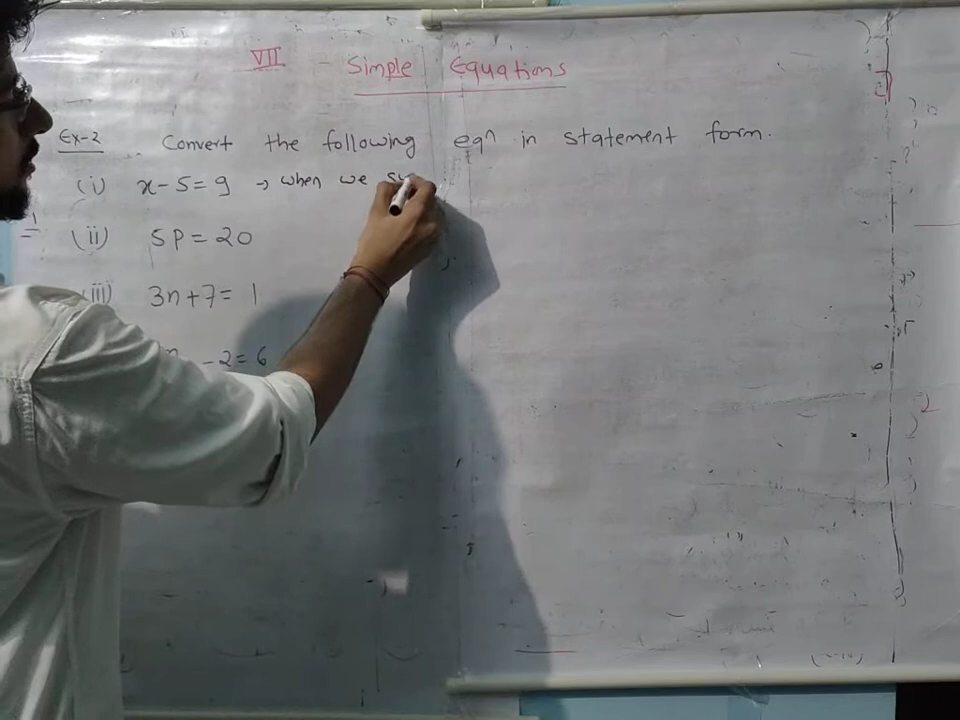 VII - Simple Equations
Ex-2 Convert the following eqⁿ in statement form.
(i) x - 5 = 9 → when we su
(ii) 5P = 20
(iii) 3n + 7 = 1
- 2 = 6